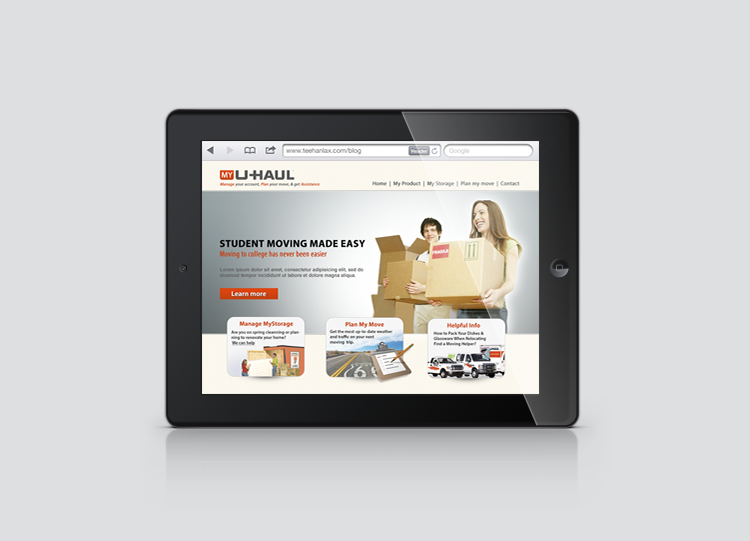 www.teehanlax.com/blog
Reader
Google
MY U-HAUL
Manage your account, Plan your move, & get Assistance
Home | My Product | My Storage | Plan my move | Contact
STUDENT MOVING MADE EASY
Moving to college has never been easier
Lorem ipsum dolor sit amet, consectetur adipisicing elit, sed do
eiusmod tempor incididunt ut labore et dolore magna aliqua
Learn more
FRAGILE
Manage MyStorage
Are you on spring cleanning or plan
ning to renovate your home?
We can help
Plan My Move
Get the most up-to-date weather
and traffic on your next
moving trip.
66
Helpful Info
How to Pack Your Dishes &
Glassware When Relocating
Find a Moving Helper?